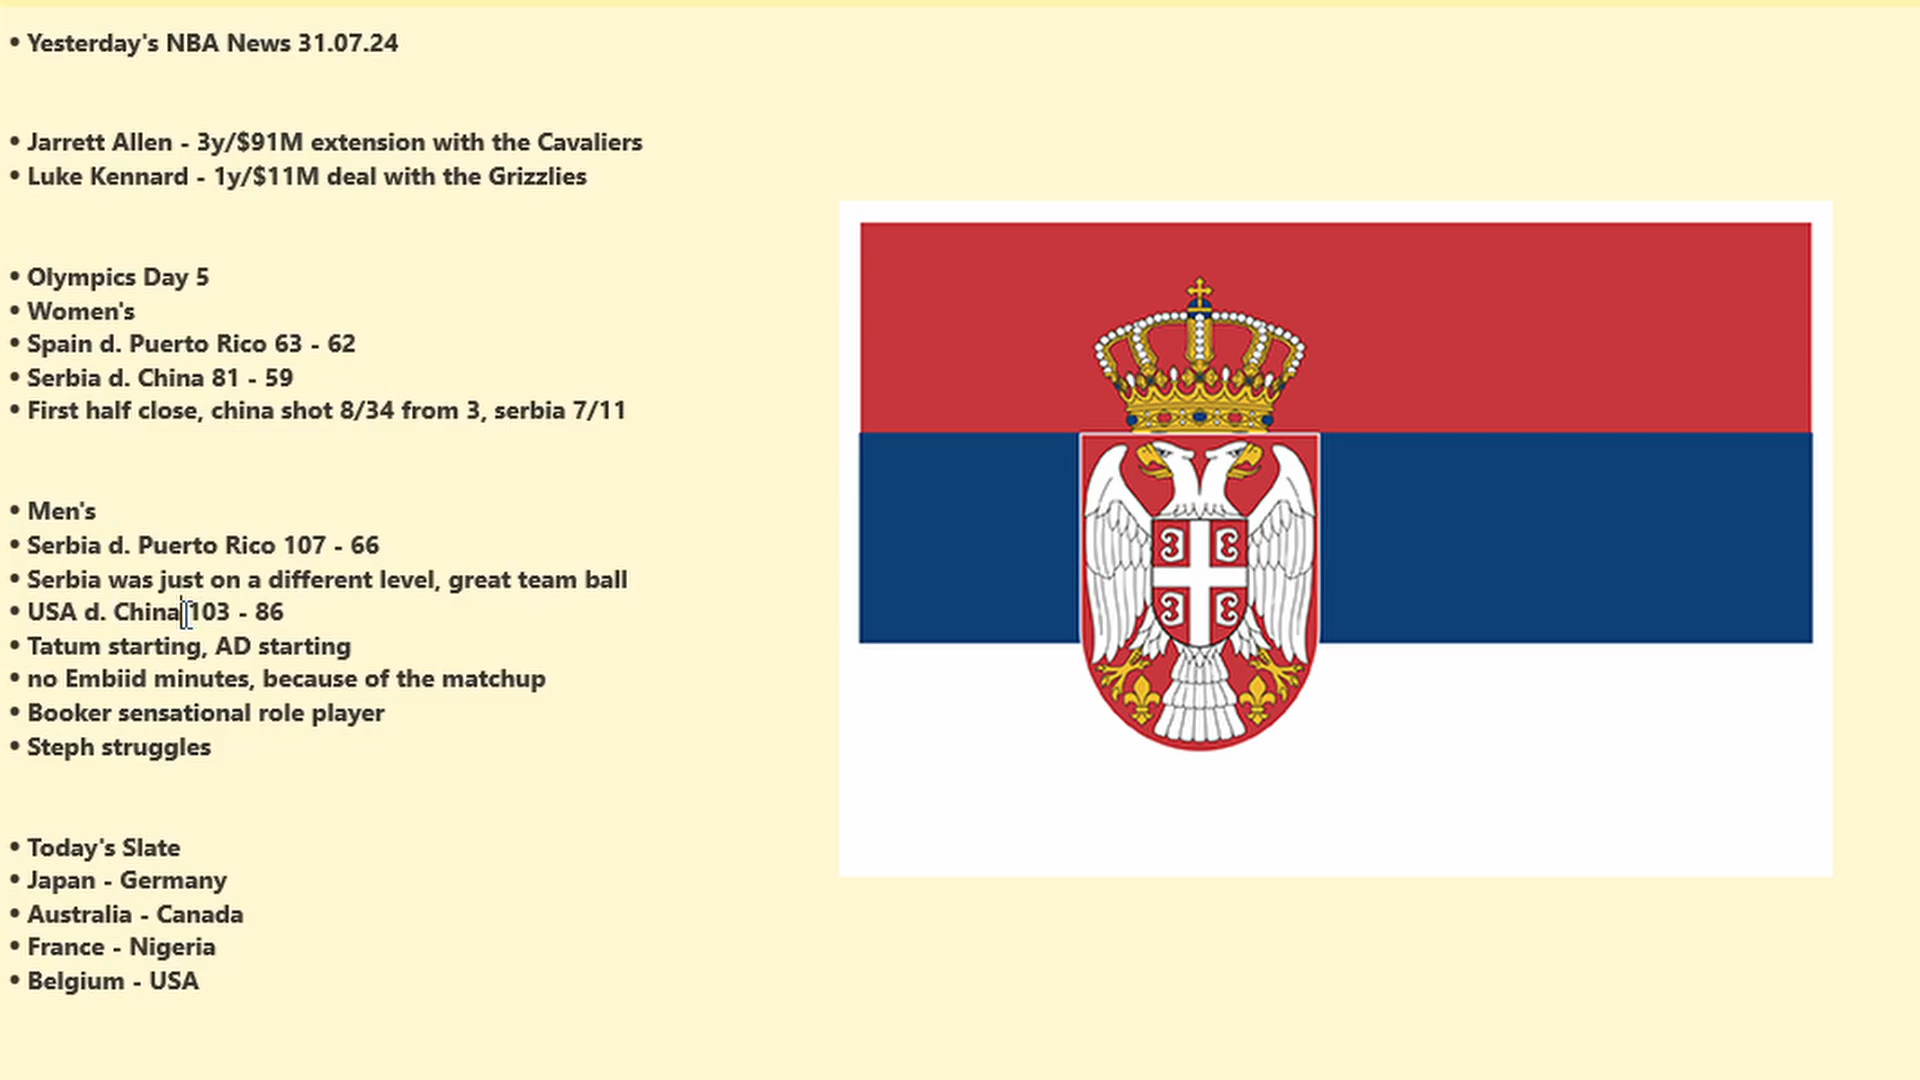 • Yesterday's NBA News 31.07.24
• Jarrett Allen - 3y/$91M extension with the Cavaliers
• Luke Kennard - 1y/$11M deal with the Grizzlies
• Olympics Day 5
• Women's
• Spain d. Puerto Rico 63 - 62
• Serbia d. China 81 - 59
• First half close, china shot 8/34 from 3, serbia 7/11
• Men's
• Serbia d. Puerto Rico 107 - 66
• Serbia was just on a different level, great team ball
• USA d. China 103 - 86
• Tatum starting, AD starting
• no Embiid minutes, because of the matchup
• Booker sensational role player
• Steph struggles
• Today's Slate
• Japan - Germany
• Australia - Canada
• France - Nigeria
• Belgium - USA